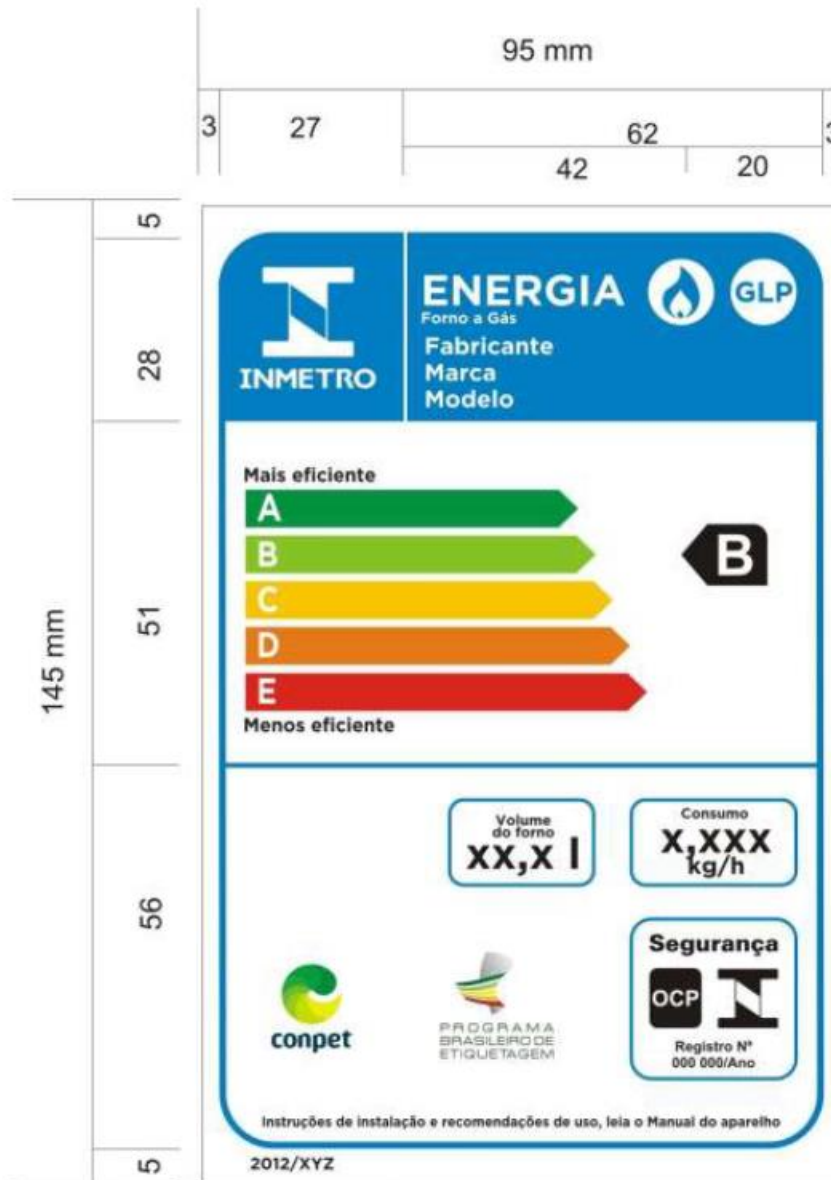 95 mm
3 27 62 3
42 20
5
28
51
145 mm
56
5
INMETRO
ENERGIA
Forno a Gás
GLP
Fabricante
Marca
Modelo
Mais eficiente
A
B
C
D
E
Menos eficiente
B
Volume
do forno
xx,x l
Consumo
x,xxx
kg/h
conpet
PROGRAMA
BRASILEIRO DE
ETIQUETAGEM
Segurança
OCP
Registro Nº
000 000/Ano
Instruções de instalação e recomendações de uso, leia o Manual do aparelho
2012/XYZ